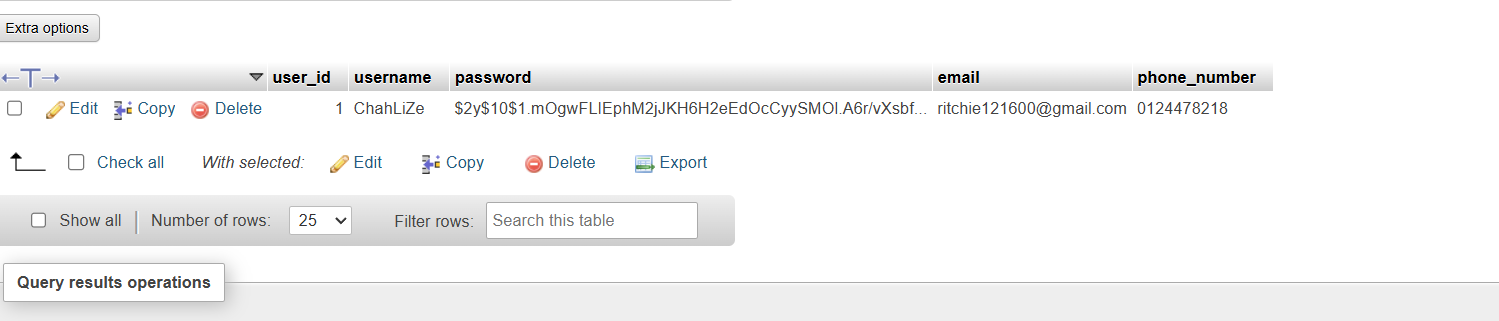 Extra options
user_id username password email phone_number
Edit Copy Delete 1 ChahLiZe $2y$10$1.mOgwFLlEphM2jJKH6H2eEdOcCyySMOl.A6r/vXsbf... ritchie121600@gmail.com 0124478218
Check all With selected: Edit Copy Delete Export
Show all Number of rows: 25 Filter rows: Search this table
Query results operations